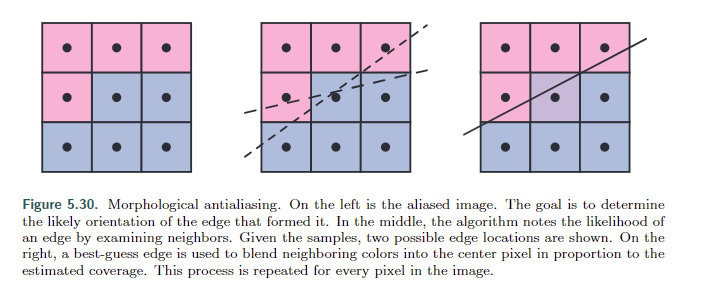 Figure 5.30. Morphological antialiasing. On the left is the aliased image. The goal is to determine
the likely orientation of the edge that formed it. In the middle, the algorithm notes the likelihood of
an edge by examining neighbors. Given the samples, two possible edge locations are shown. On the
right, a best-guess edge is used to blend neighboring colors into the center pixel in proportion to the
estimated coverage. This process is repeated for every pixel in the image.